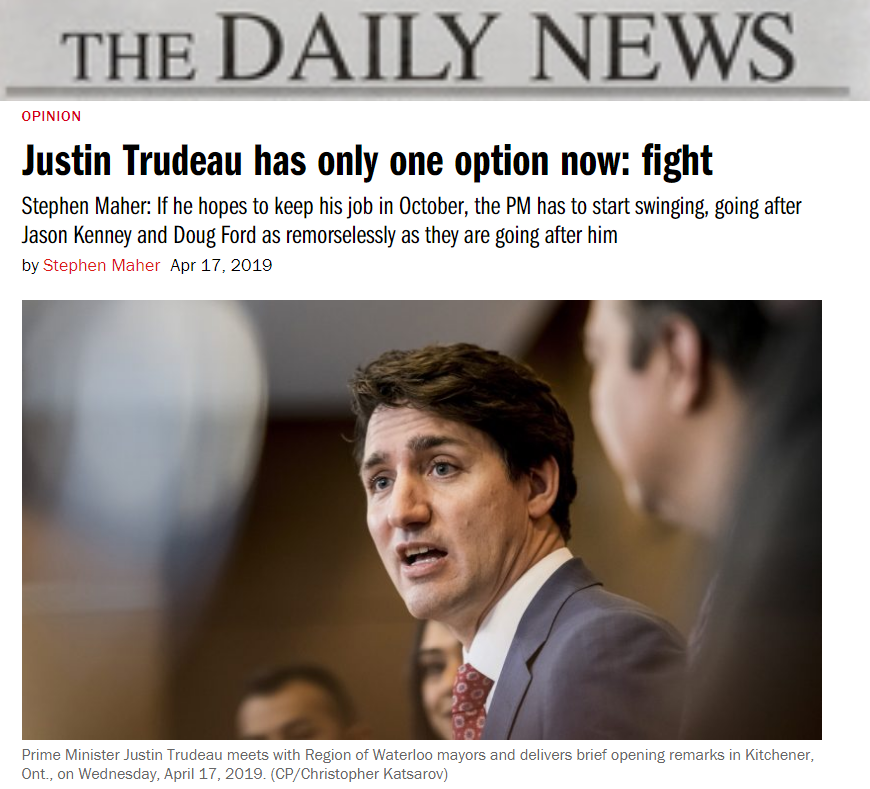 THE DAILY NEWS
OPINION
Justin Trudeau has only one option now: fight
Stephen Maher: If he hopes to keep his job in October, the PM has to start swinging, going after
Jason Kenney and Doug Ford as remorselessly as they are going after him
by Stephen Maher Apr 17, 2019
Prime Minister Justin Trudeau meets with Region of Waterloo mayors and delivers brief opening remarks in Kitchener,
Ont., on Wednesday, April 17, 2019. (CP/Christopher Katsarov)